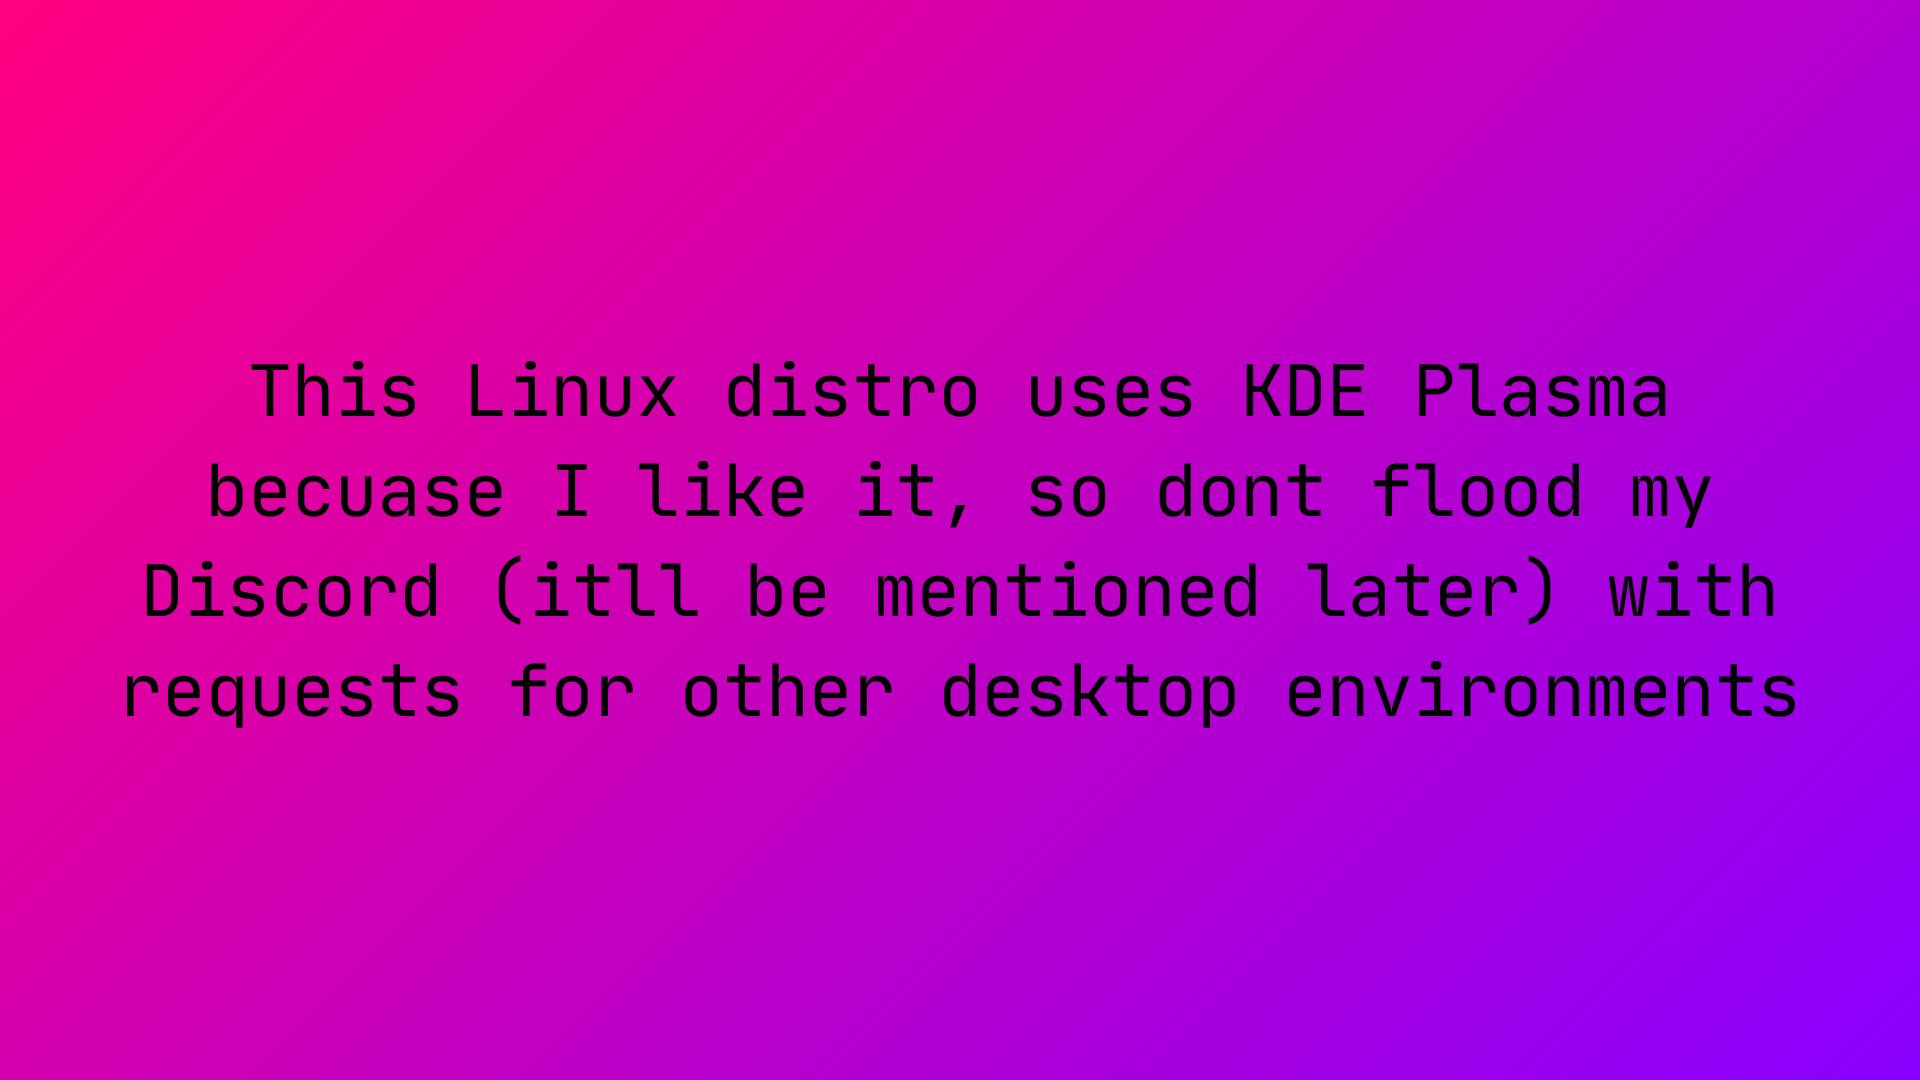 This Linux distro uses KDE Plasma
becuase I like it, so dont flood my
Discord (itll be mentioned later) with
requests for other desktop environments